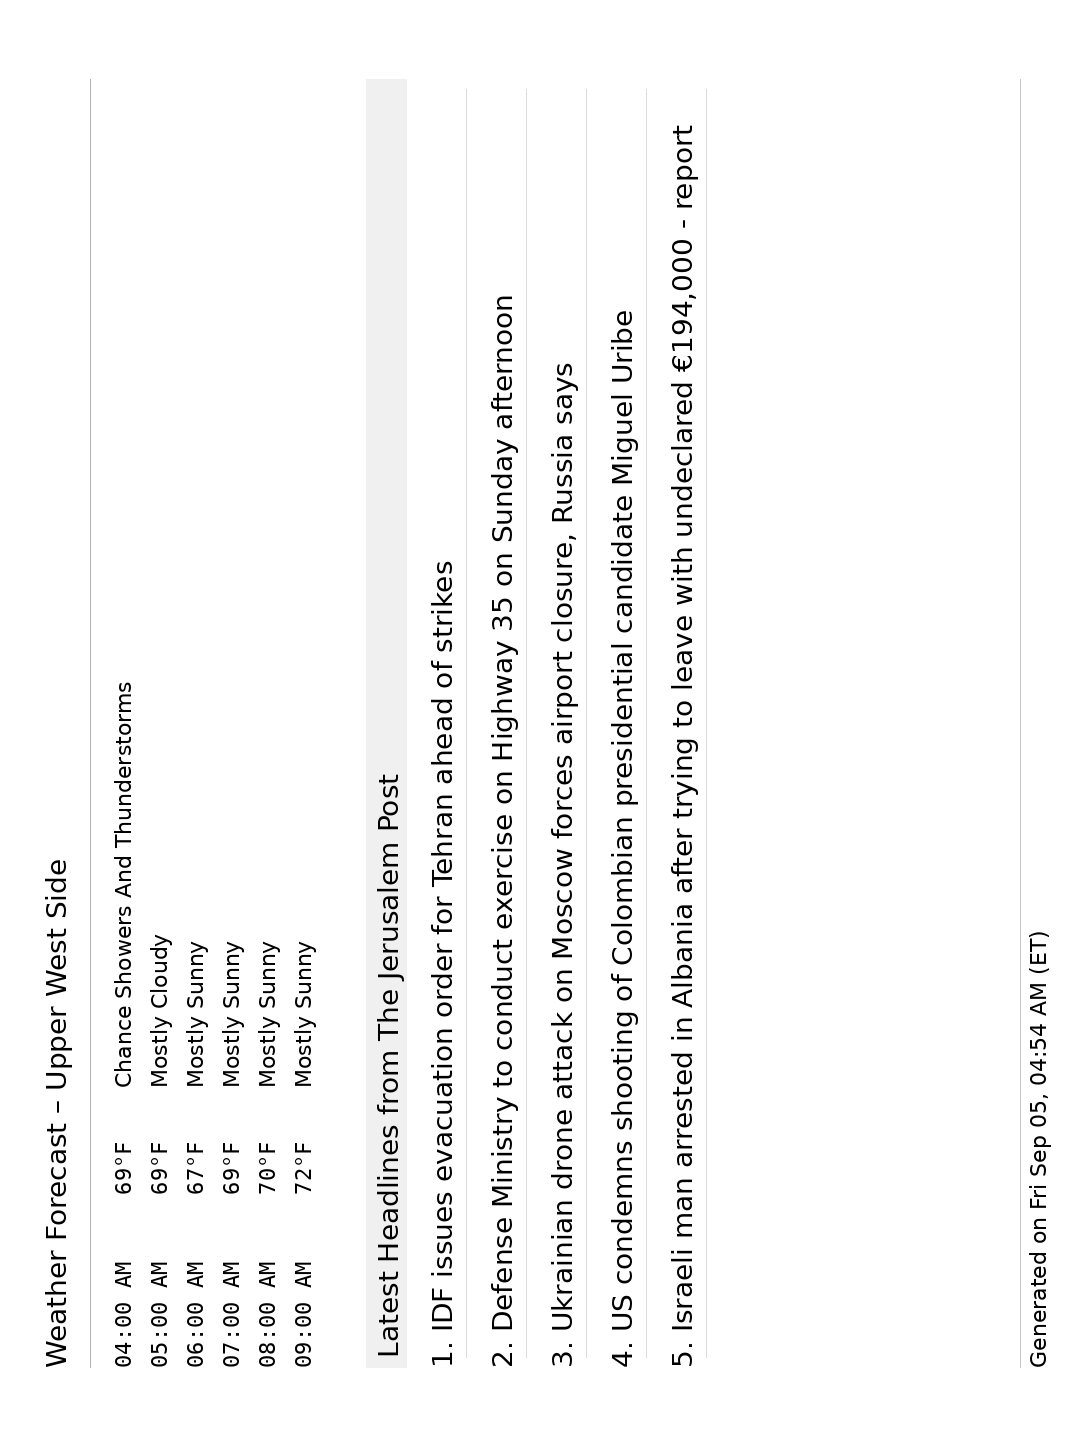 Weather Forecast – Upper West Side
04:00 AM 69°F Chance Showers And Thunderstorms
05:00 AM 69°F Mostly Cloudy
06:00 AM 67°F Mostly Sunny
07:00 AM 69°F Mostly Sunny
08:00 AM 70°F Mostly Sunny
09:00 AM 72°F Mostly Sunny
Latest Headlines from The Jerusalem Post
1. IDF issues evacuation order for Tehran ahead of strikes
2. Defense Ministry to conduct exercise on Highway 35 on Sunday afternoon
3. Ukrainian drone attack on Moscow forces airport closure, Russia says
4. US condemns shooting of Colombian presidential candidate Miguel Uribe
5. Israeli man arrested in Albania after trying to leave with undeclared €194,000 - report
Generated on Fri Sep 05, 04:54 AM (ET)